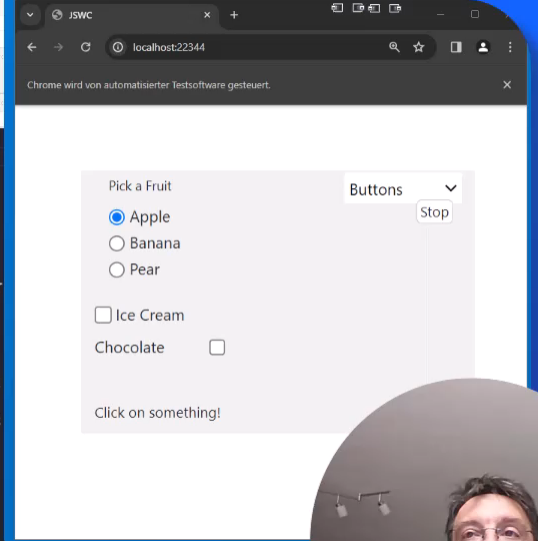 JSWC
localhost:22344
Chrome wird von automatisierter Testsoftware gesteuert.
Pick a Fruit
Buttons
Stop
Apple
Banana
Pear
Ice Cream
Chocolate
Click on something!